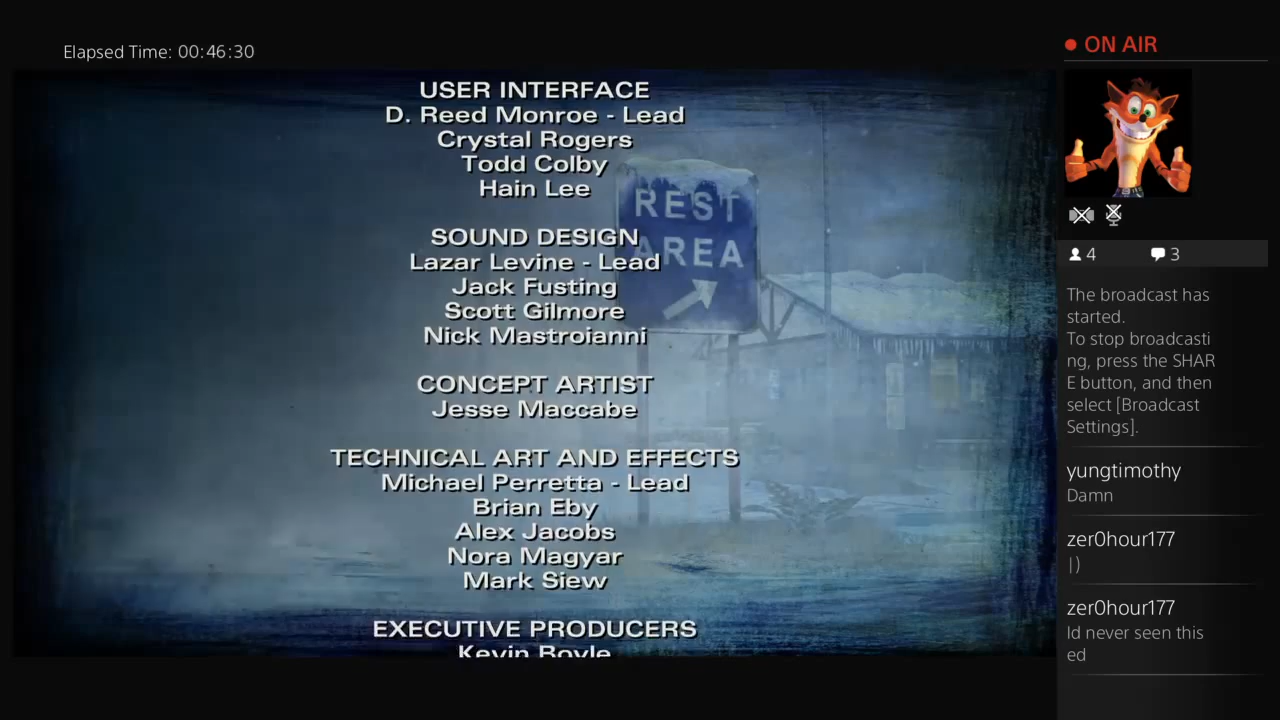 Elapsed Time: 00:46:30
ON AIR
USER INTERFACE
D. Reed Monroe - Lead
Crystal Rogers
Todd Colby
Hain Lee
REST
AREA
SOUND DESIGN
Lazar Levine - Lead
Jack Fusting
Scott Gilmore
Nick Mastroianni
CONCEPT ARTIST
Jesse Maccabe
TECHNICAL ART AND EFFECTS
Michael Perretta - Lead
Brian Eby
Alex Jacobs
Nora Magyar
Mark Siew
EXECUTIVE PRODUCERS
Kevin Boyle
4
3
The broadcast has
started.
To stop broadcasti
ng, press the SHAR
E button, and then
select [Broadcast
Settings].
yungtimothy
Damn
zer0hour177
|)
zer0hour177
Id never seen this
ed